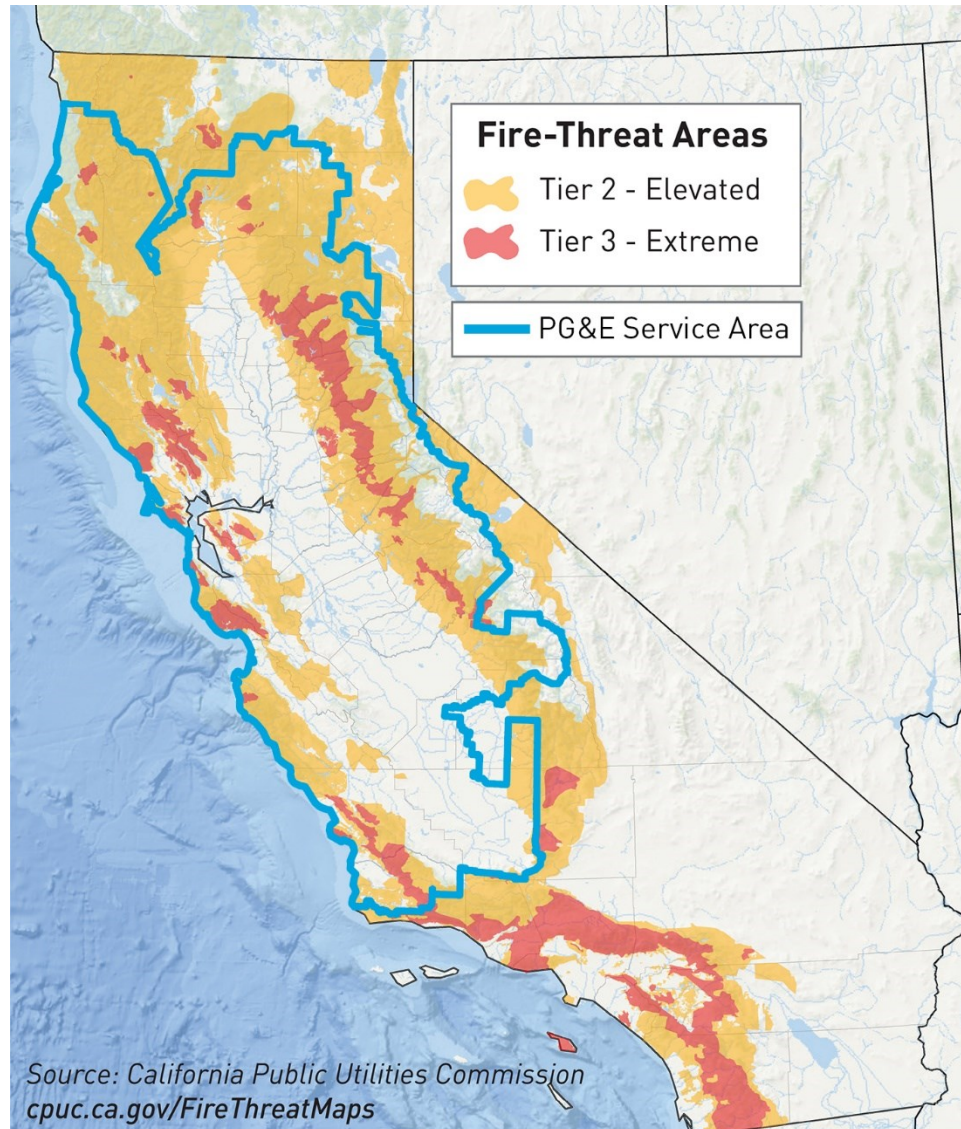 Fire-Threat Areas
Tier 2 - Elevated
Tier 3 - Extreme
PG&E Service Area
Source: California Public Utilities Commission
cpuc.ca.gov/FireThreatMaps